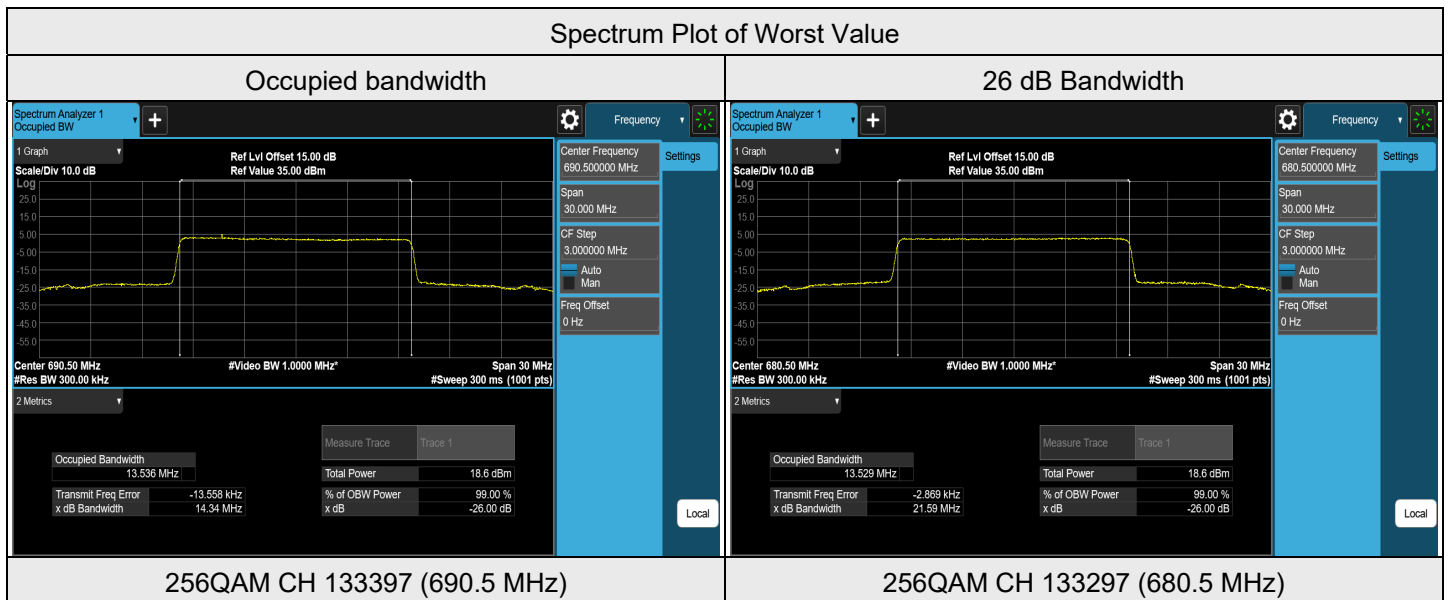 Spectrum Plot of Worst Value
Occupied bandwidth
26 dB Bandwidth
Spectrum Analyzer 1
Occupied BW
+
Frequency
1 Graph
Scale/Div 10.0 dB
Ref Lvl Offset 15.00 dB
Ref Value 35.00 dBm
Log
25.0
15.0
5.00
-5.00
-15.0
-25.0
-35.0
-45.0
-55.0
Center 690.50 MHz
#Res BW 300.00 kHz
#Video BW 1.0000 MHz*
Span 30 MHz
#Sweep 300 ms (1001 pts)
Center Frequency
690.500000 MHz
Settings
Span
30.000 MHz
CF Step
3.000000 MHz
Auto
Man
Freq Offset
0 Hz
2 Metrics
Measure Trace Trace 1
Occupied Bandwidth
13.536 MHz
Total Power 18.6 dBm
Transmit Freq Error -13.558 kHz
% of OBW Power 99.00 %
x dB Bandwidth 14.34 MHz
x dB -26.00 dB
Local
Spectrum Analyzer 1
Occupied BW
+
Frequency
1 Graph
Scale/Div 10.0 dB
Ref Lvl Offset 15.00 dB
Ref Value 35.00 dBm
Log
25.0
15.0
5.00
-5.00
-15.0
-25.0
-35.0
-45.0
-55.0
Center 680.50 MHz
#Res BW 300.00 kHz
#Video BW 1.0000 MHz*
Span 30 MHz
#Sweep 300 ms (1001 pts)
Center Frequency
680.500000 MHz
Settings
Span
30.000 MHz
CF Step
3.000000 MHz
Auto
Man
Freq Offset
0 Hz
2 Metrics
Measure Trace Trace 1
Occupied Bandwidth
13.529 MHz
Total Power 18.6 dBm
Transmit Freq Error -2.869 kHz
% of OBW Power 99.00 %
x dB Bandwidth 21.59 MHz
x dB -26.00 dB
Local
256QAM CH 133397 (690.5 MHz)
256QAM CH 133297 (680.5 MHz)